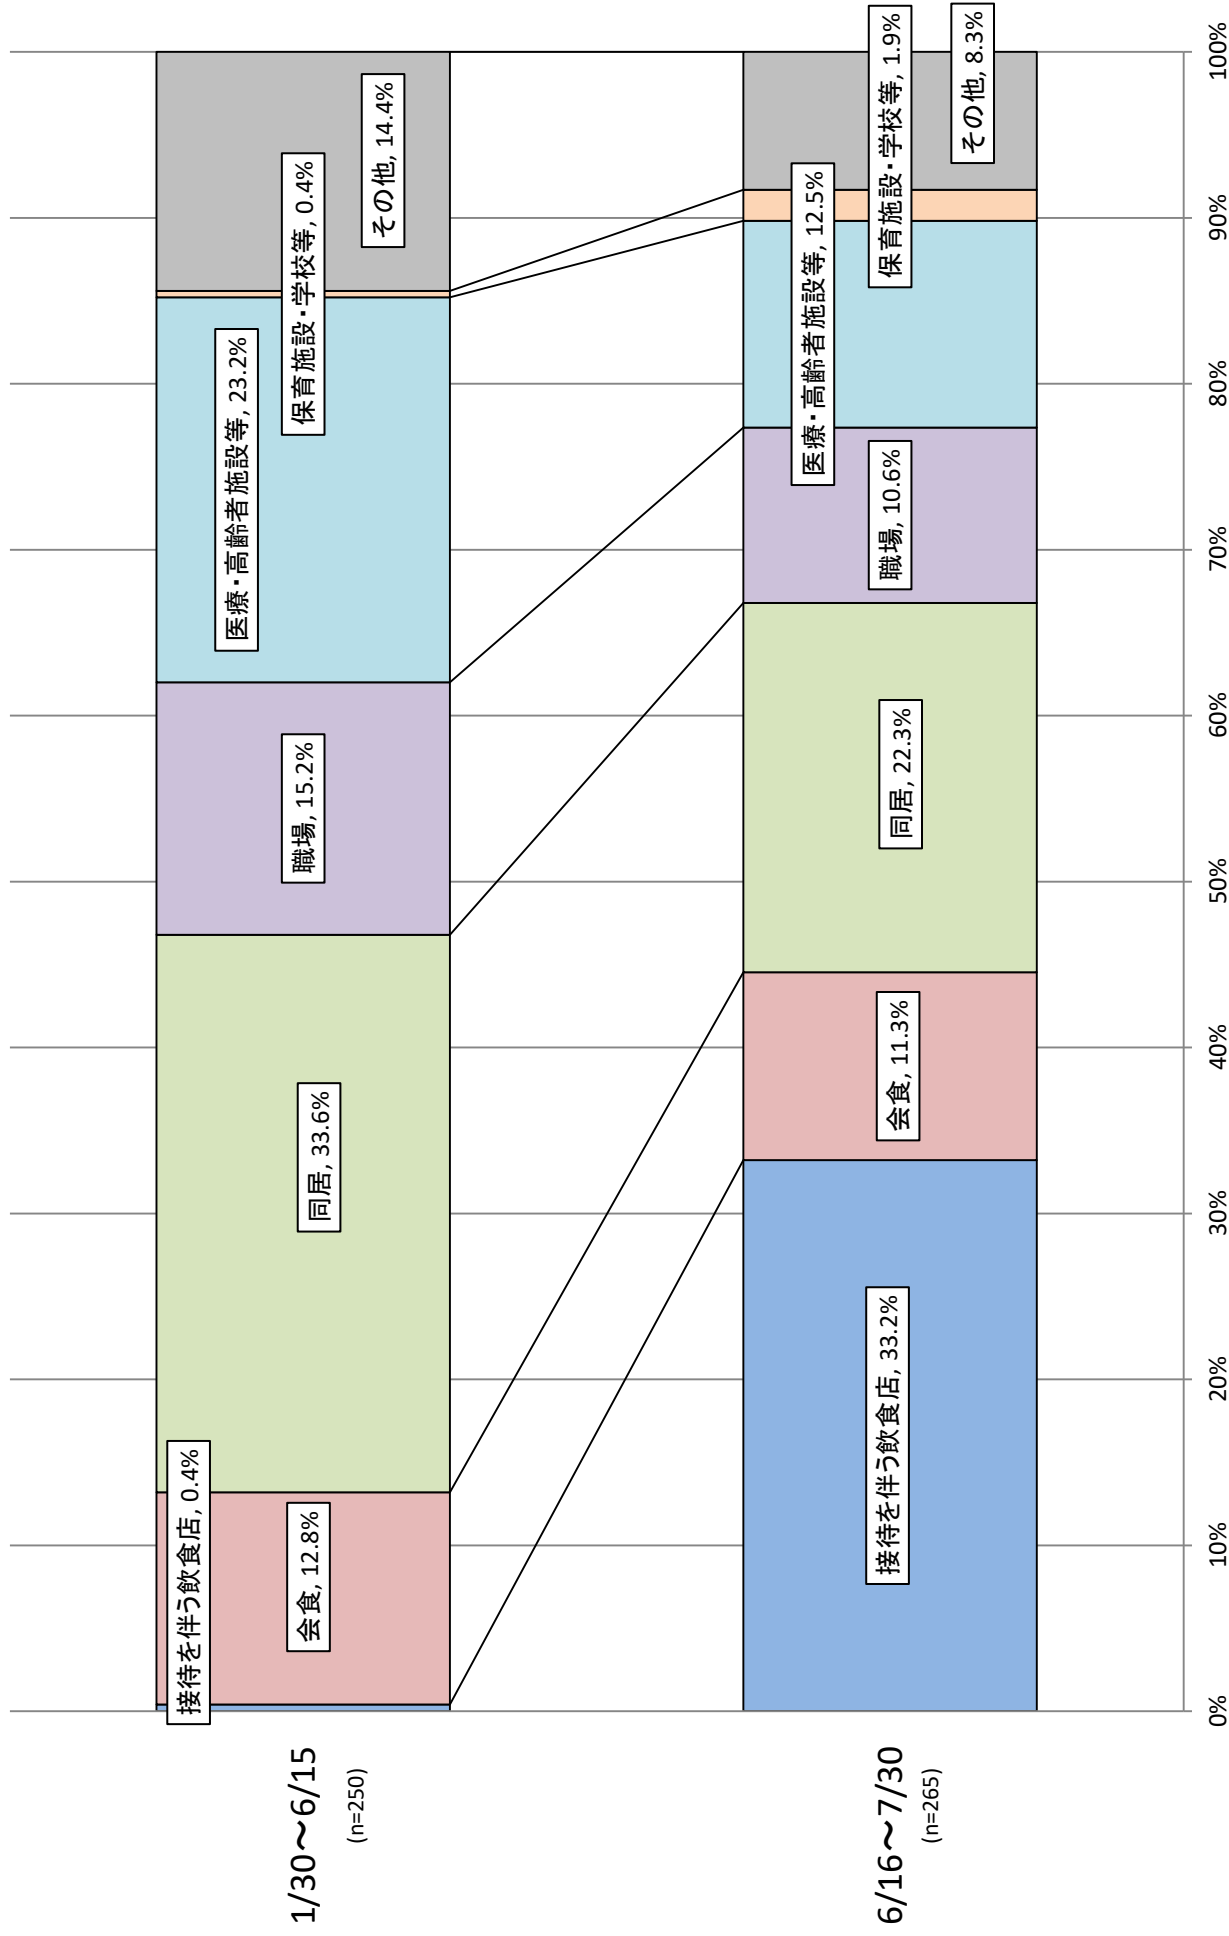 1/30～6/15
(n=250)
接待を伴う飲食店, 0.4%
会食, 12.8%
同居, 33.6%
職場, 15.2%
医療・高齢者施設等, 23.2%
保育施設・学校等, 0.4%
その他, 14.4%
6/16～7/30
(n=265)
接待を伴う飲食店, 33.2%
会食, 11.3%
同居, 22.3%
職場, 10.6%
医療・高齢者施設等, 12.5%
保育施設・学校等, 1.9%
その他, 8.3%
0%
10%
20%
30%
40%
50%
60%
70%
80%
90%
100%